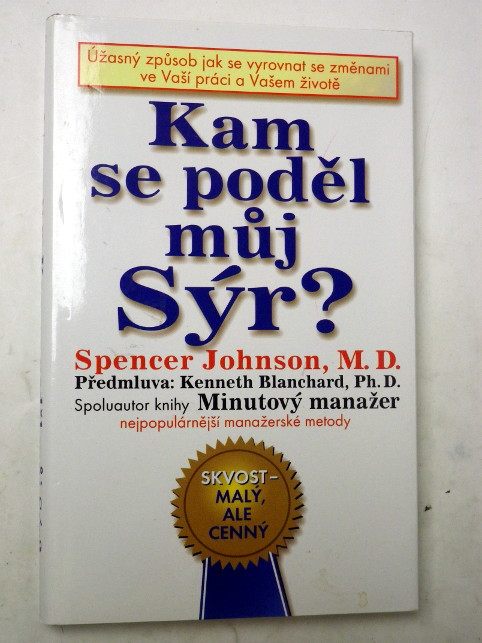 Úžasný způsob jak se vyrovnat se změnami
ve Vaší práci a Vašem životě
Kam
se poděl
můj
Sýr?
Spencer Johnson, M. D.
Předmluva: Kenneth Blanchard, Ph. D.
Spoluautor knihy Minutový manažer
nejpopulárnější manažerské metody
SKVOST–
MALÝ,
ALE
CENNÝ